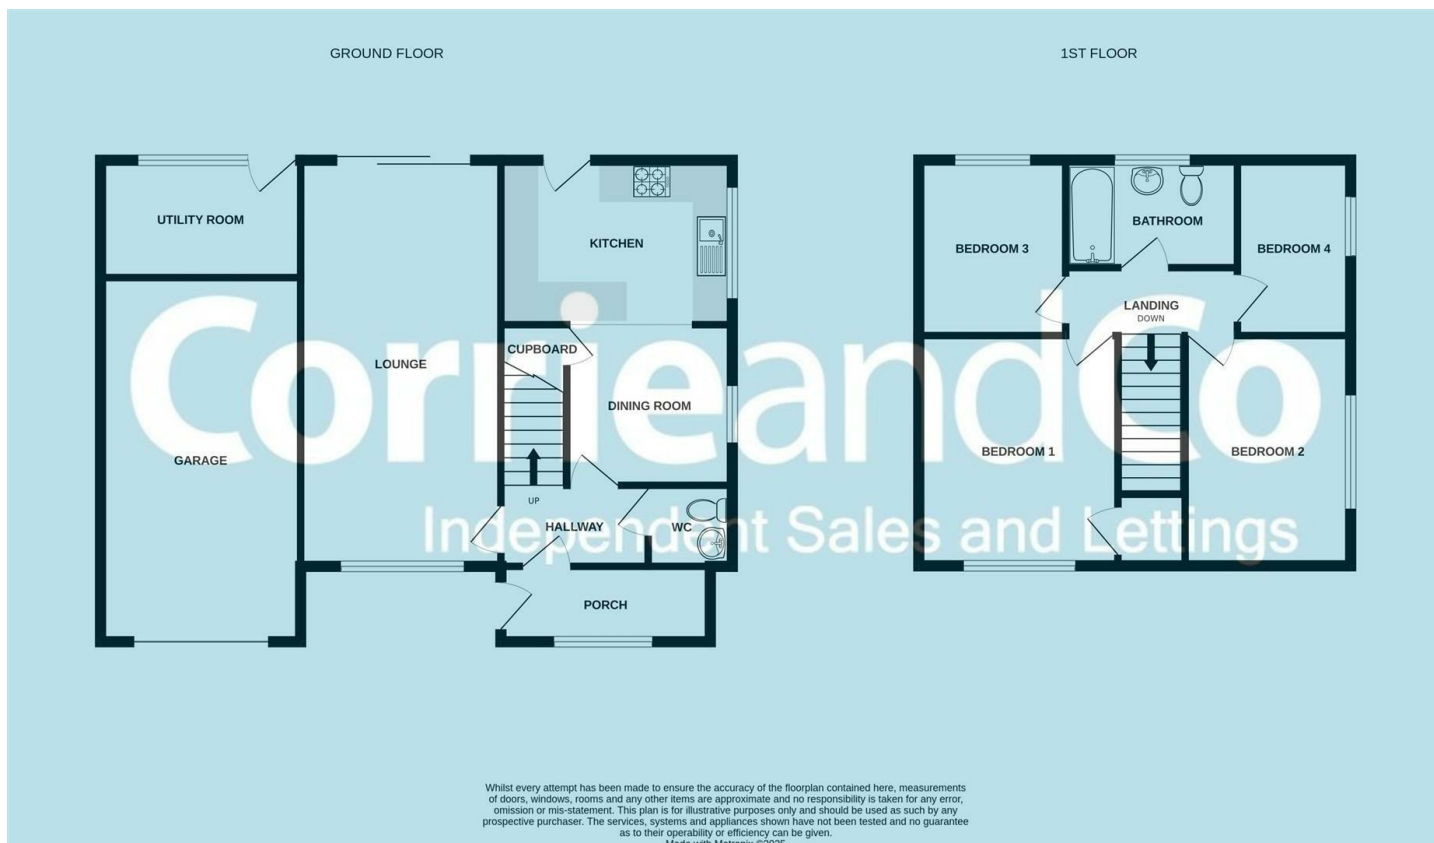 GROUND FLOOR
1ST FLOOR
UTILITY ROOM
KITCHEN
BATHROOM
BEDROOM 3
BEDROOM 4
LANDING
DOWN
CUPBOARD
LOUNGE
DINING ROOM
CorrieandCo
GARAGE
BEDROOM 1
BEDROOM 2
UP
HALLWAY
WC
Independent Sales and Lettings
PORCH
Whilst every attempt has been made to ensure the accuracy of the floorplan contained here, measurements
of doors, windows, rooms and any other items are approximate and no responsibility is taken for any error,
omission or mis-statement. This plan is for illustrative purposes only and should be used as such by any
prospective purchaser. The services, systems and appliances shown have not been tested and no guarantee
as to their operability or efficiency can be given.
Made with Metropix ©2025